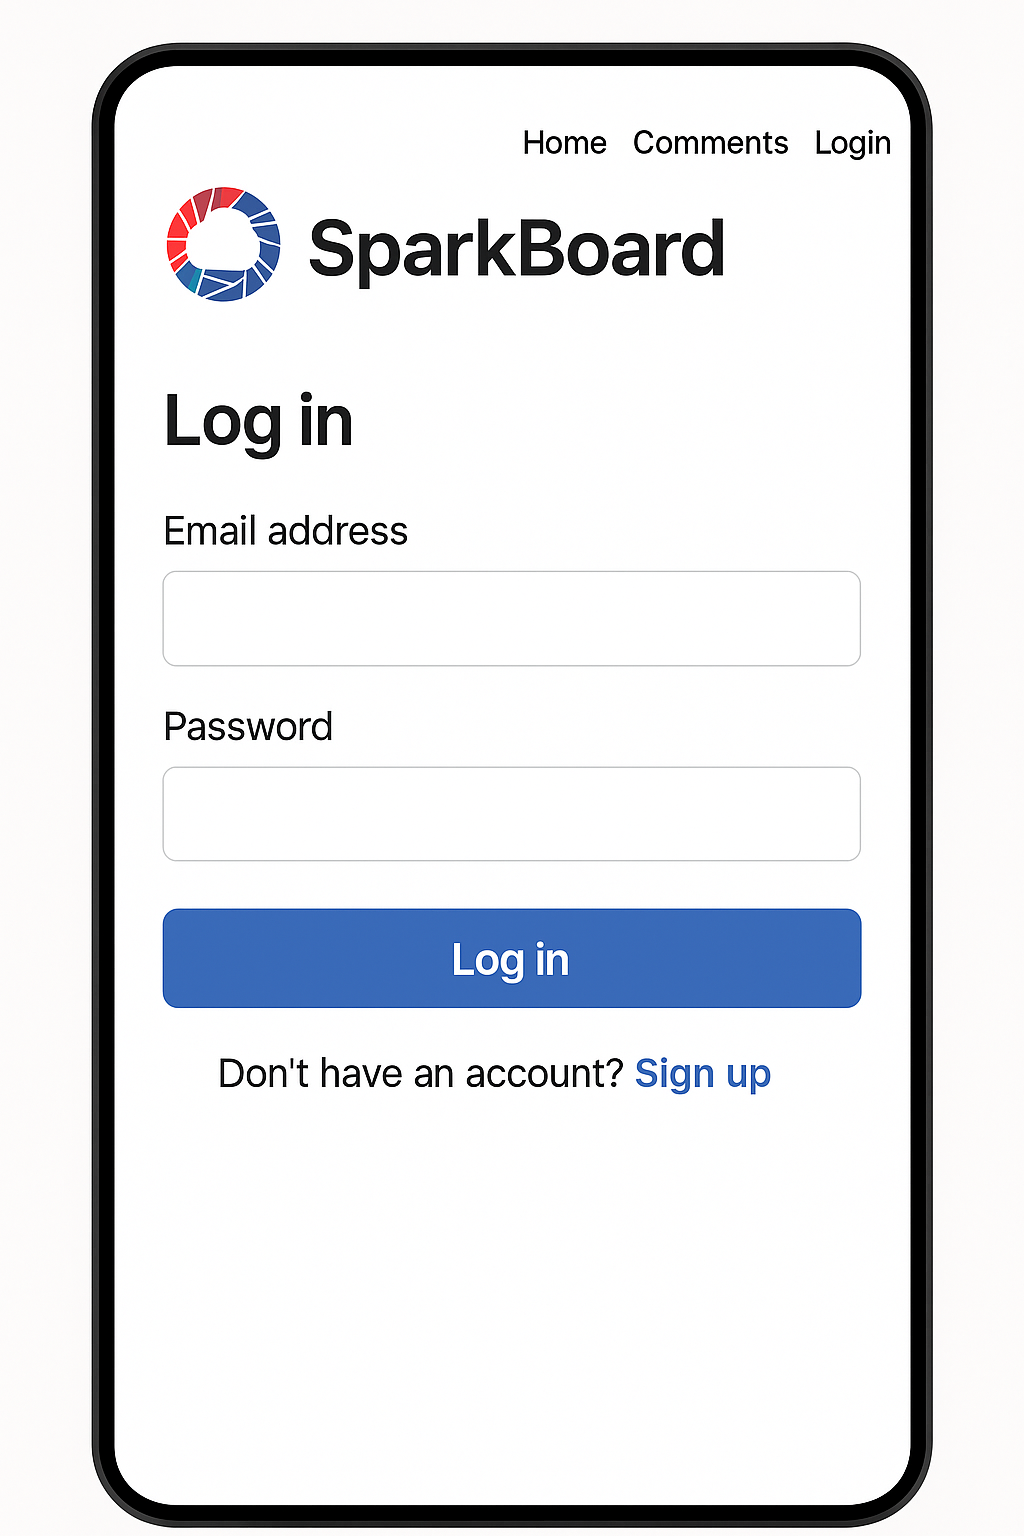 Home Comments Login
SparkBoard
Log in
Email address
Password
Log in
Don't have an account? Sign up